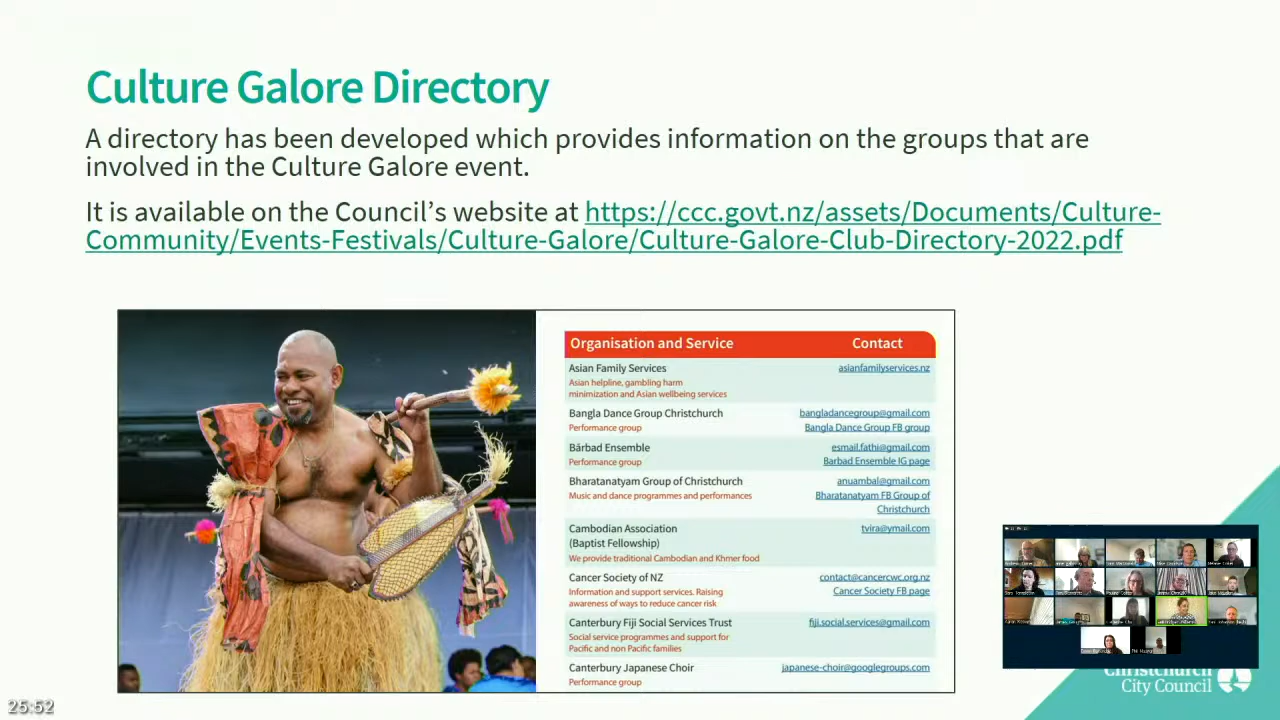 Culture Galore Directory
A directory has been developed which provides information on the groups that are
involved in the Culture Galore event.
It is available on the Council's website at https://ccc.govt.nz/assets/Documents/Culture-
Community/Events-Festivals/Culture-Galore/Culture-Galore-Club-Directory-2022.pdf
Organisation and Service Contact
Asian Family Services asianfamilyservices.nz
Asian helpline, gambling harm
minimization and Asian wellbeing services
Bangla Dance Group Christchurch bangladancegroup@gmail.com
Performance group Bangla Dance Group FB group
Bârbad Ensemble esmail.fathi@gmail.com
Performance group Barbad Ensemble IG page
Bharatanatyam Group of Christchurch anuambal@gmail.com
Music and dance programmes and performances Bharatanatyam FB Group of
Christchurch
Cambodian Association tvira@ymail.com
(Baptist Fellowship)
We provide traditional Cambodian and Khmer food
Cancer Society of NZ contact@cancercwc.org.nz
Information and support services. Raising Cancer Society FB page
awareness of ways to reduce cancer risk
Canterbury Fiji Social Services Trust fiji.social.services@gmail.com
Social service programmes and support for
Pacific and non Pacific families
Canterbury Japanese Choir japanese-choir@googlegroups.com
Performance group
Christchurch
City Council
25:52